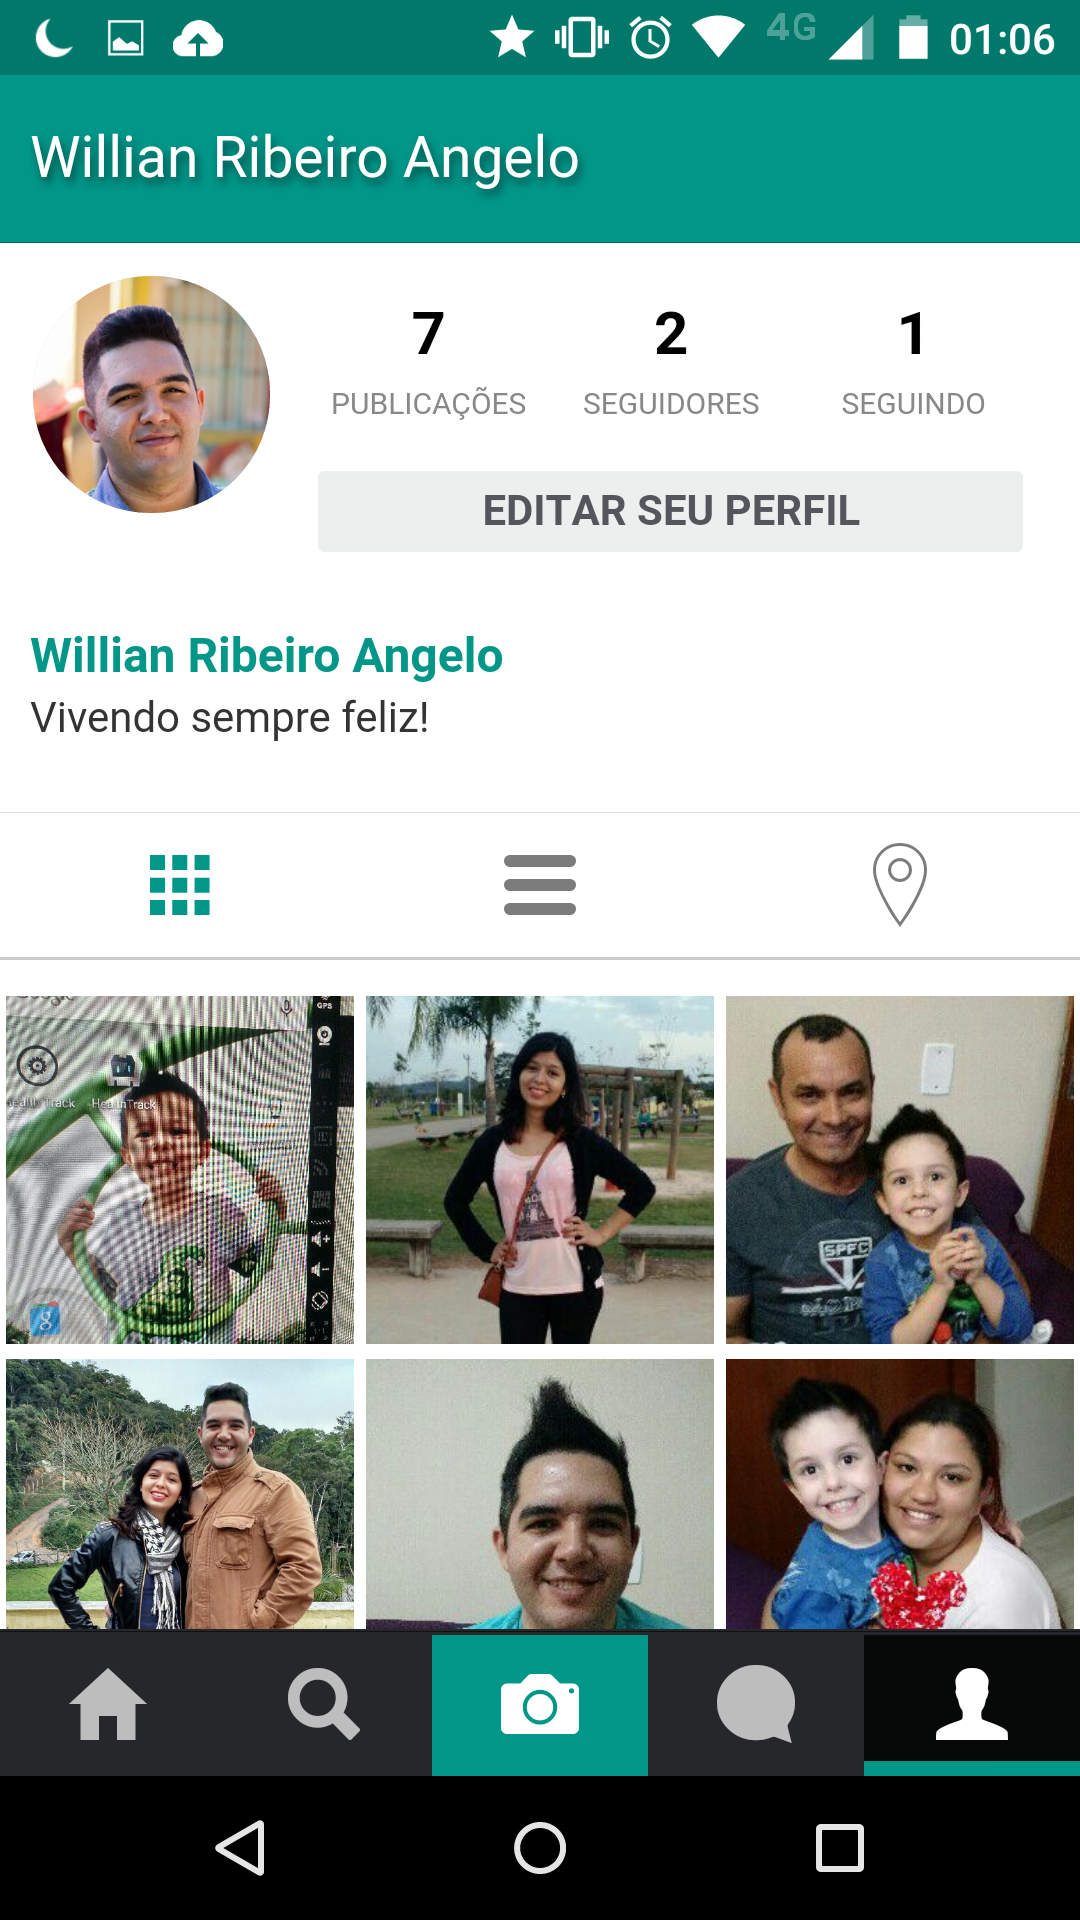 4G 01:06
Willian Ribeiro Angelo
7 2 1
PUBLICAÇÕES SEGUIDORES SEGUINDO
EDITAR SEU PERFIL
Willian Ribeiro Angelo
Vivendo sempre feliz!
GPS
HealthTrack
SPFC